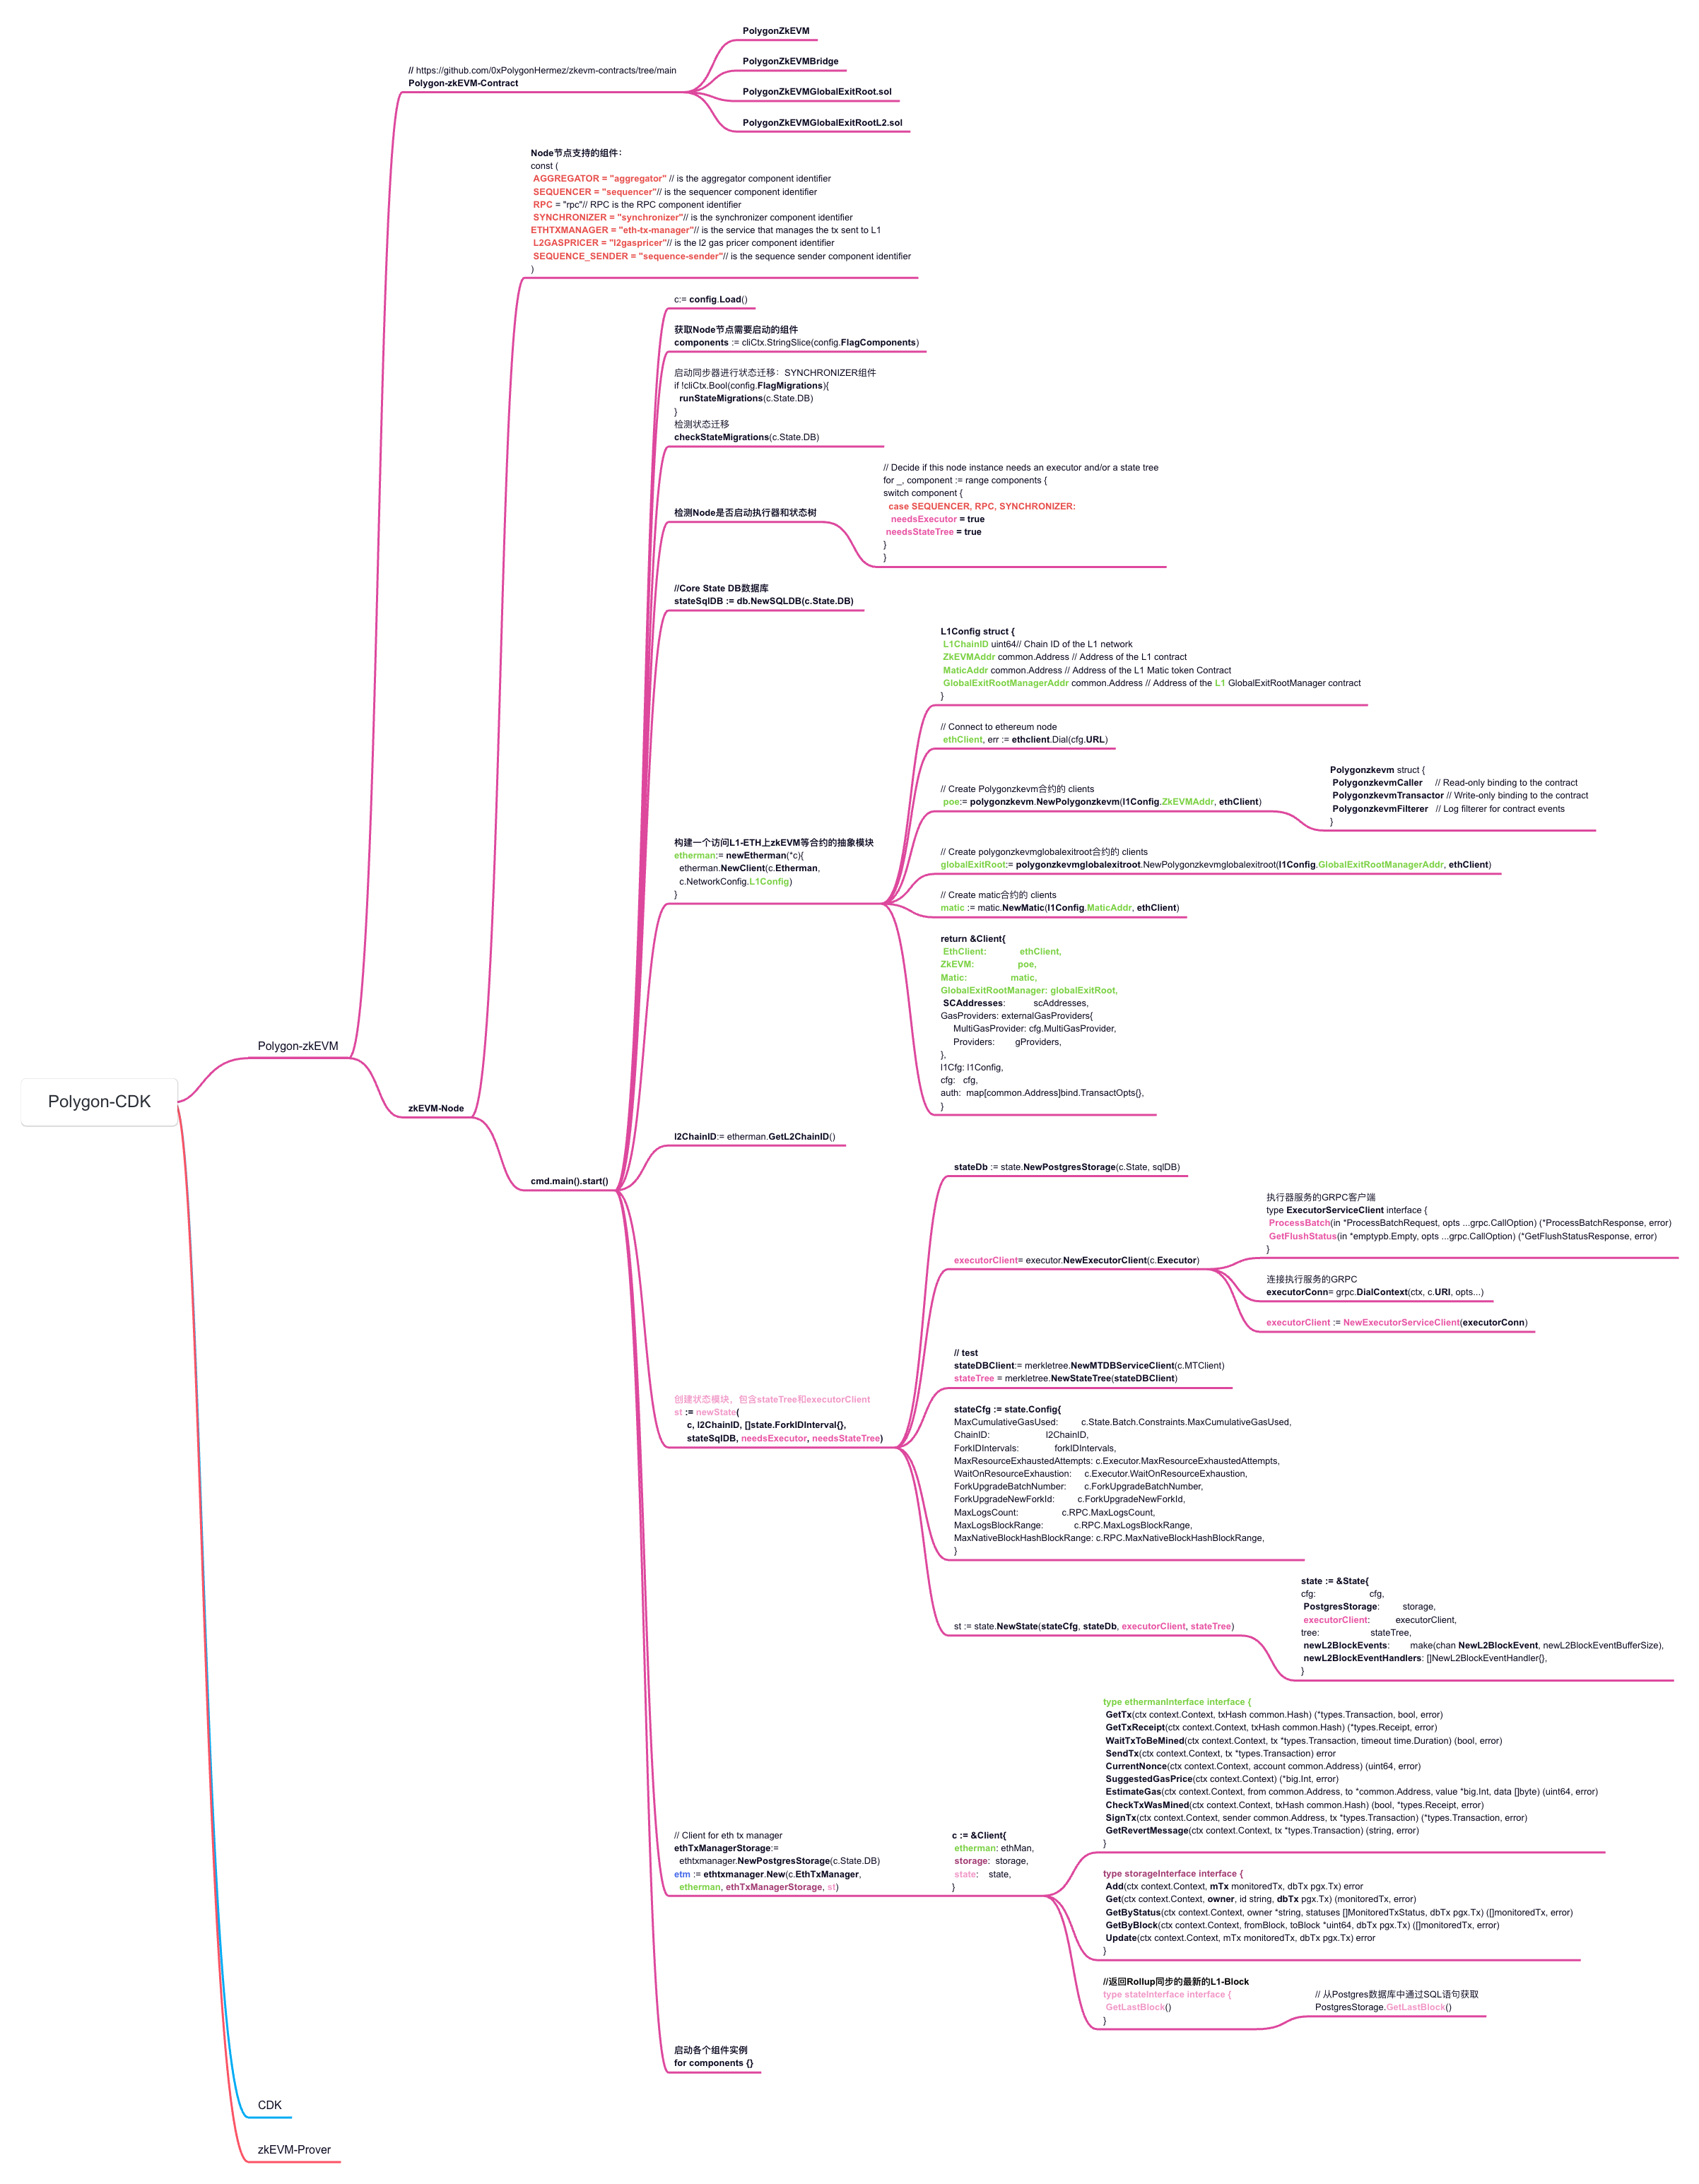 Polygon-CDK
Polygon-zkEVM
// https://github.com/0xPolygonHermez/zkevm-contracts/tree/main
Polygon-zkEVM-Contract
PolygonZkEVM
PolygonZkEVMBridge
PolygonZkEVMGlobalExitRoot.sol
PolygonZkEVMGlobalExitRootL2.sol
zkEVM-Node
Node节点支持的组件：
const (
AGGREGATOR = "aggregator" // is the aggregator component identifier
SEQUENCER = "sequencer"// is the sequencer component identifier
RPC = "rpc"// RPC is the RPC component identifier
SYNCHRONIZER = "synchronizer"// is the synchronizer component identifier
ETHTXMANAGER = "eth-tx-manager"// is the service that manages the tx sent to L1
L2GASPRICER = "l2gaspricer"// is the l2 gas pricer component identifier
SEQUENCE_SENDER = "sequence-sender"// is the sequence sender component identifier
)
cmd.main().start()
c:= config.Load()
获取Node节点需要启动的组件
components := cliCtx.StringSlice(config.FlagComponents)
启动同步器进行状态迁移：SYNCHRONIZER组件
if !cliCtx.Bool(config.FlagMigrations){
runStateMigrations(c.State.DB)
}
检测状态迁移
checkStateMigrations(c.State.DB)
检测Node是否启动执行器和状态树
// Decide if this node instance needs an executor and/or a state tree
for _, component := range components {
switch component {
case SEQUENCER, RPC, SYNCHRONIZER:
needsExecutor = true
needsStateTree = true
}
}
//Core State DB数据库
stateSqlDB := db.NewSQLDB(c.State.DB)
构建一个访问L1-ETH上zkEVM等合约的抽象模块
etherman:= newEtherman(*c){
etherman.NewClient(c.Etherman,
c.NetworkConfig.L1Config)
}
L1Config struct {
L1ChainID uint64// Chain ID of the L1 network
ZkEVMAddr common.Address // Address of the L1 contract
MaticAddr common.Address // Address of the L1 Matic token Contract
GlobalExitRootManagerAddr common.Address // Address of the L1 GlobalExitRootManager contract
}
// Connect to ethereum node
ethClient, err := ethclient.Dial(cfg.URL)
// Create Polygonzkevm合约的 clients
poe:= polygonzkevm.NewPolygonzkevm(l1Config.ZkEVMAddr, ethClient)
Polygonzkevm struct {
PolygonzkevmCaller // Read-only binding to the contract
PolygonzkevmTransactor // Write-only binding to the contract
PolygonzkevmFilterer // Log filterer for contract events
}
// Create polygonzkevmglobalexitroot合约的 clients
globalExitRoot:= polygonzkevmglobalexitroot.NewPolygonzkevmglobalexitroot(l1Config.GlobalExitRootManagerAddr, ethClient)
// Create matic合约的 clients
matic := matic.NewMatic(l1Config.MaticAddr, ethClient)
return &Client{
EthClient: ethClient,
ZkEVM: poe,
Matic: matic,
GlobalExitRootManager: globalExitRoot,
SCAddresses: scAddresses,
GasProviders: externalGasProviders{
MultiGasProvider: cfg.MultiGasProvider,
Providers: gProviders,
},
l1Cfg: l1Config,
cfg: cfg,
auth: map[common.Address]bind.TransactOpts{},
}
l2ChainID:= etherman.GetL2ChainID()
创建状态模块，包含stateTree和executorClient
st := newState(
c, l2ChainID, []state.ForkIDInterval{},
stateSqlDB, needsExecutor, needsStateTree)
stateDb := state.NewPostgresStorage(c.State, sqlDB)
executorClient= executor.NewExecutorClient(c.Executor)
执行器服务的GRPC客户端
type ExecutorServiceClient interface {
ProcessBatch(in *ProcessBatchRequest, opts ...grpc.CallOption) (*ProcessBatchResponse, error)
GetFlushStatus(in *emptypb.Empty, opts ...grpc.CallOption) (*GetFlushStatusResponse, error)
}
连接执行服务的GRPC
executorConn= grpc.DialContext(ctx, c.URI, opts...)
executorClient := NewExecutorServiceClient(executorConn)
// test
stateDBClient:= merkletree.NewMTDBServiceClient(c.MTClient)
stateTree = merkletree.NewStateTree(stateDBClient)
stateCfg := state.Config{
MaxCumulativeGasUsed: c.State.Batch.Constraints.MaxCumulativeGasUsed,
ChainID: l2ChainID,
ForkIDIntervals: forkIDIntervals,
MaxResourceExhaustedAttempts: c.Executor.MaxResourceExhaustedAttempts,
WaitOnResourceExhaustion: c.Executor.WaitOnResourceExhaustion,
ForkUpgradeBatchNumber: c.ForkUpgradeBatchNumber,
ForkUpgradeNewForkId: c.ForkUpgradeNewForkId,
MaxLogsCount: c.RPC.MaxLogsCount,
MaxLogsBlockRange: c.RPC.MaxLogsBlockRange,
MaxNativeBlockHashBlockRange: c.RPC.MaxNativeBlockHashBlockRange,
}
st := state.NewState(stateCfg, stateDb, executorClient, stateTree)
state := &State{
cfg: cfg,
PostgresStorage: storage,
executorClient: executorClient,
tree: stateTree,
newL2BlockEvents: make(chan NewL2BlockEvent, newL2BlockEventBufferSize),
newL2BlockEventHandlers: []NewL2BlockEventHandler{},
}
// Client for eth tx manager
ethTxManagerStorage:=
ethtxmanager.NewPostgresStorage(c.State.DB)
etm := ethtxmanager.New(c.EthTxManager,
etherman, ethTxManagerStorage, st)
c := &Client{
etherman: ethMan,
storage: storage,
state: state,
}
type ethermanInterface interface {
GetTx(ctx context.Context, txHash common.Hash) (*types.Transaction, bool, error)
GetTxReceipt(ctx context.Context, txHash common.Hash) (*types.Receipt, error)
WaitTxToBeMined(ctx context.Context, tx *types.Transaction, timeout time.Duration) (bool, error)
SendTx(ctx context.Context, tx *types.Transaction) error
CurrentNonce(ctx context.Context, account common.Address) (uint64, error)
SuggestedGasPrice(ctx context.Context) (*big.Int, error)
EstimateGas(ctx context.Context, from common.Address, to *common.Address, value *big.Int, data []byte) (uint64, error)
CheckTxWasMined(ctx context.Context, txHash common.Hash) (bool, *types.Receipt, error)
SignTx(ctx context.Context, sender common.Address, tx *types.Transaction) (*types.Transaction, error)
GetRevertMessage(ctx context.Context, tx *types.Transaction) (string, error)
}
type storageInterface interface {
Add(ctx context.Context, mTx monitoredTx, dbTx pgx.Tx) error
Get(ctx context.Context, owner, id string, dbTx pgx.Tx) (monitoredTx, error)
GetByStatus(ctx context.Context, owner *string, statuses []MonitoredTxStatus, dbTx pgx.Tx) ([]monitoredTx, error)
GetByBlock(ctx context.Context, fromBlock, toBlock *uint64, dbTx pgx.Tx) ([]monitoredTx, error)
Update(ctx context.Context, mTx monitoredTx, dbTx pgx.Tx) error
}
//返回Rollup同步的最新的L1-Block
type stateInterface interface {
GetLastBlock()
}
// 从Postgres数据库中通过SQL语句获取
PostgresStorage.GetLastBlock()
启动各个组件实例
for components {}
CDK
zkEVM-Prover